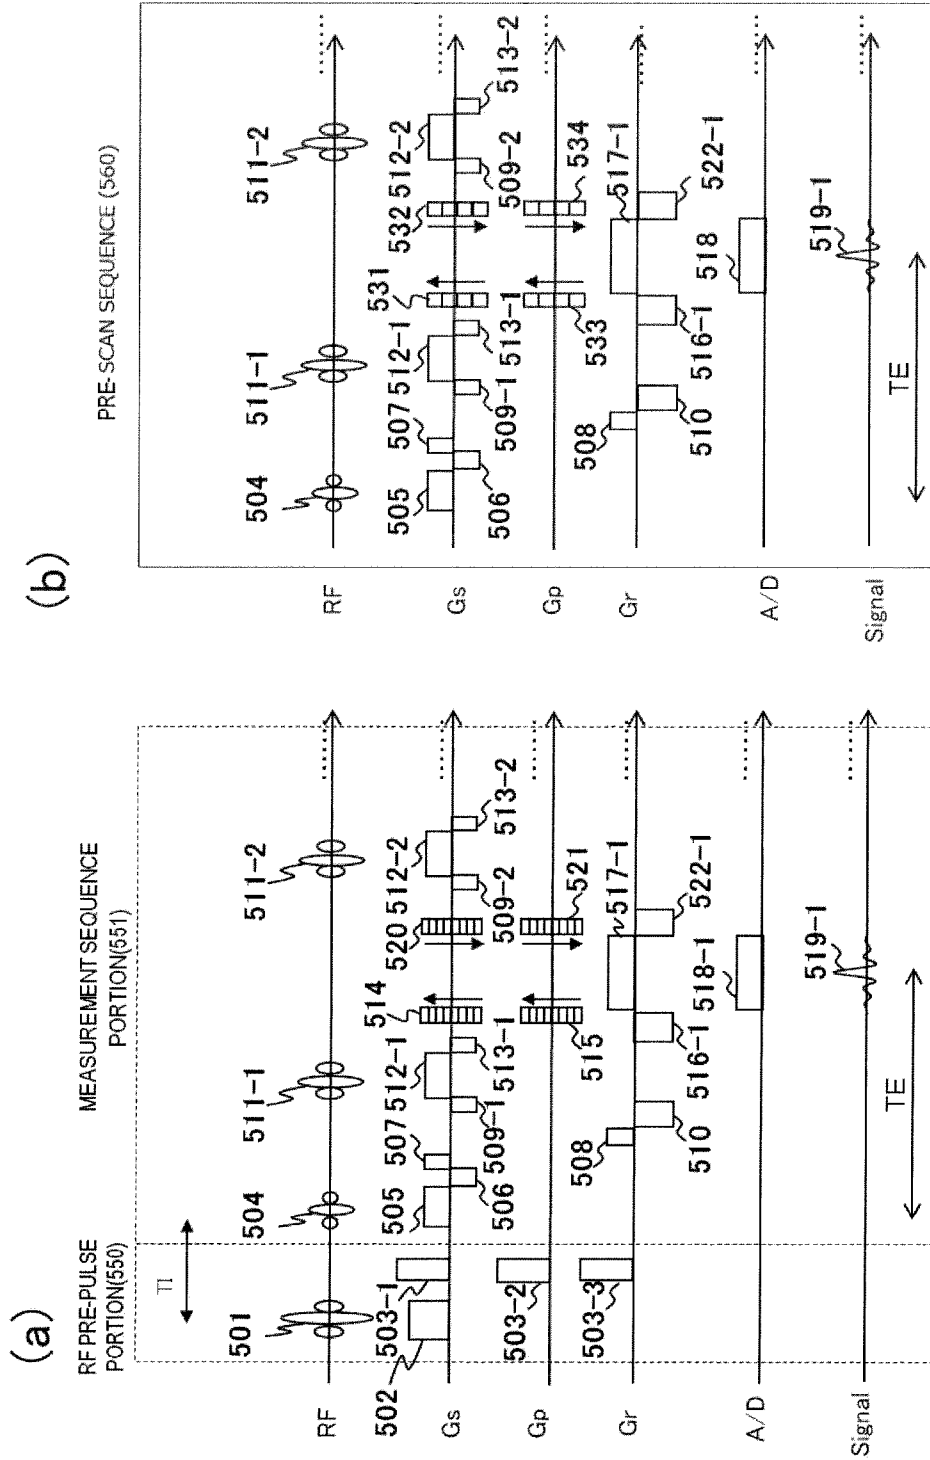 (a)
RF PRE-PULSE
PORTION(550)
MEASUREMENT SEQUENCE
PORTION(551)
TI
RF
501
504
511-1
511-2
Gs
502
503-1
505
506
507
509-1
512-1
513-1
514
520
509-2
512-2
513-2
Gp
503-2
515
521
Gr
503-3
508
510
516-1
517-1
522-1
A/D
518-1
Signal
519-1
TE
(b)
PRE-SCAN SEQUENCE (560)
RF
504
511-1
511-2
Gs
505
506
507
509-1
512-1
513-1
531
532
509-2
512-2
513-2
Gp
533
534
Gr
508
510
516-1
517-1
522-1
A/D
518
Signal
519-1
TE